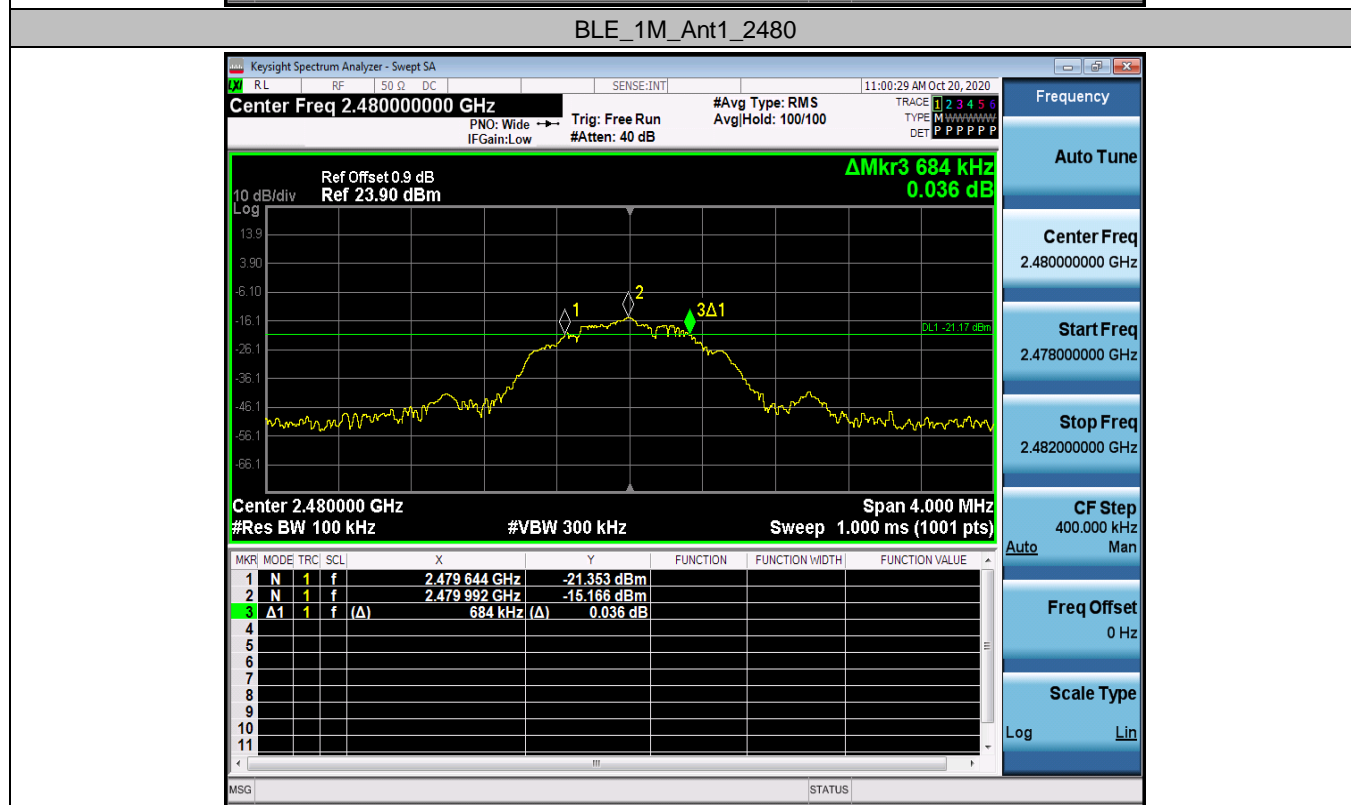 BLE_1M_Ant1_2480
Keysight Spectrum Analyzer - Swept SA
LXI RL RF 50 Ω DC SENSE:INT 11:00:29 AM Oct 20, 2020
Center Freq 2.480000000 GHz #Avg Type: RMS TRACE 1 2 3 4 5 6
PNO: Wide Trig: Free Run Avg|Hold: 100/100 TYPE M WWWWW
IFGain:Low #Atten: 40 dB DET P P P P P P
ΔMkr3 684 kHz
0.036 dB
Ref Offset 0.9 dB
10 dB/div Ref 23.90 dBm
Log
13.9
3.90
-6.10
-16.1
-26.1
-36.1
-46.1
-56.1
-66.1
1
2
3Δ1
DL1 -21.17 dBm
Center 2.480000 GHz Span 4.000 MHz
#Res BW 100 kHz #VBW 300 kHz Sweep 1.000 ms (1001 pts)
MKR MODE TRC SCL X Y FUNCTION FUNCTION WIDTH FUNCTION VALUE
1 N 1 f 2.479 644 GHz -21.353 dBm
2 N 1 f 2.479 992 GHz -15.166 dBm
3 Δ1 1 f (Δ) 684 kHz (Δ) 0.036 dB
4
5
6
7
8
9
10
11
MSG STATUS
Frequency
Auto Tune
Center Freq
2.480000000 GHz
Start Freq
2.478000000 GHz
Stop Freq
2.482000000 GHz
CF Step
400.000 kHz
Auto Man
Freq Offset
0 Hz
Scale Type
Log Lin